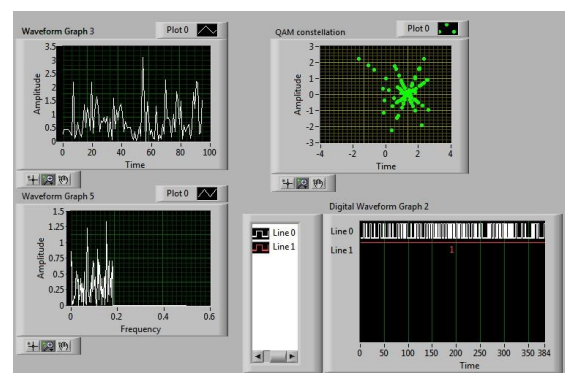 Waveform Graph 3
Plot 0
Amplitude
3.5
3
2.5
2
1.5
1
0.5
0
0 20 40 60 80 100
Time
QAM constellation
Plot 0
Amplitude
3
2
1
0
-1
-2
-3
-4 -2 0 2 4
Time
Waveform Graph 5
Plot 0
Amplitude
1.5
1.25
1
0.75
0.5
0.25
0
0 0.2 0.4 0.6
Frequency
Line 0
Line 1
Digital Waveform Graph 2
Line 0
Line 1
1
0 50 100 150 200 250 300 350 384
Time